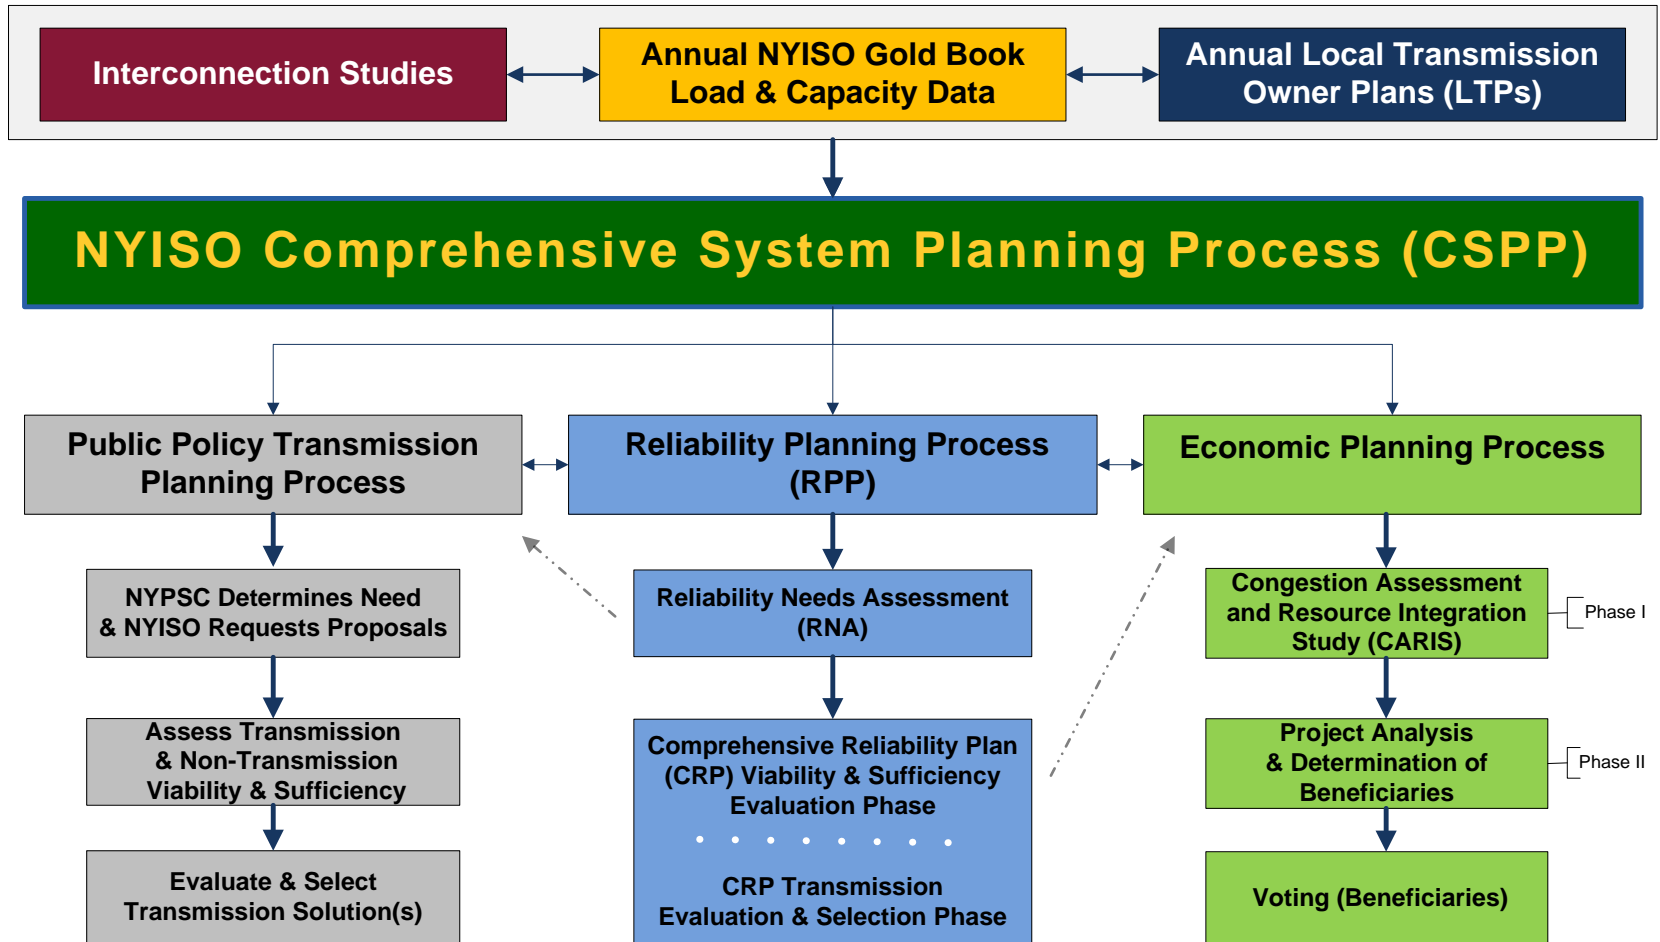 Interconnection Studies
Annual NYISO Gold Book
Load & Capacity Data
Annual Local Transmission
Owner Plans (LTPs)
NYISO Comprehensive System Planning Process (CSPP)
Public Policy Transmission
Planning Process
Reliability Planning Process
(RPP)
Economic Planning Process
NYPSC Determines Need
& NYISO Requests Proposals
Reliability Needs Assessment
(RNA)
Congestion Assessment
and Resource Integration
Study (CARIS)
Phase I
Assess Transmission
& Non-Transmission
Viability & Sufficiency
Comprehensive Reliability Plan
(CRP) Viability & Sufficiency
Evaluation Phase
Project Analysis
& Determination of
Beneficiaries
Phase II
Evaluate & Select
Transmission Solution(s)
CRP Transmission
Evaluation & Selection Phase
Voting (Beneficiaries)